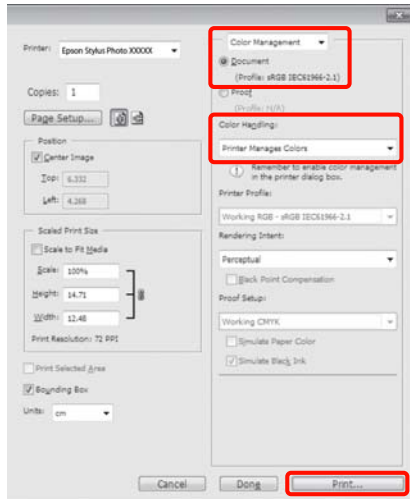 Printer: Epson Stylus Photo XXXXX
Copies: 1
Page Setup...
Position
Center Image
Top: 6.332
Left: 4.268
Scaled Print Size
Scale to Fit Media
Scale: 100%
Height: 14.71
Width: 12.48
Print Resolution: 72 PPI
Print Selected Area
Bounding Box
Units: cm
Color Management
Document
(Profile: sRGB IEC61966-2.1)
Proof
(Profile: N/A)
Color Handling:
Printer Manages Colors
Remember to enable color management
in the printer dialog box.
Printer Profile:
Working RGB - sRGB IEC61966-2.1
Rendering Intent:
Perceptual
Black Point Compensation
Proof Setup:
Working CMYK
Simulate Paper Color
Simulate Black Ink
Cancel Done Print...